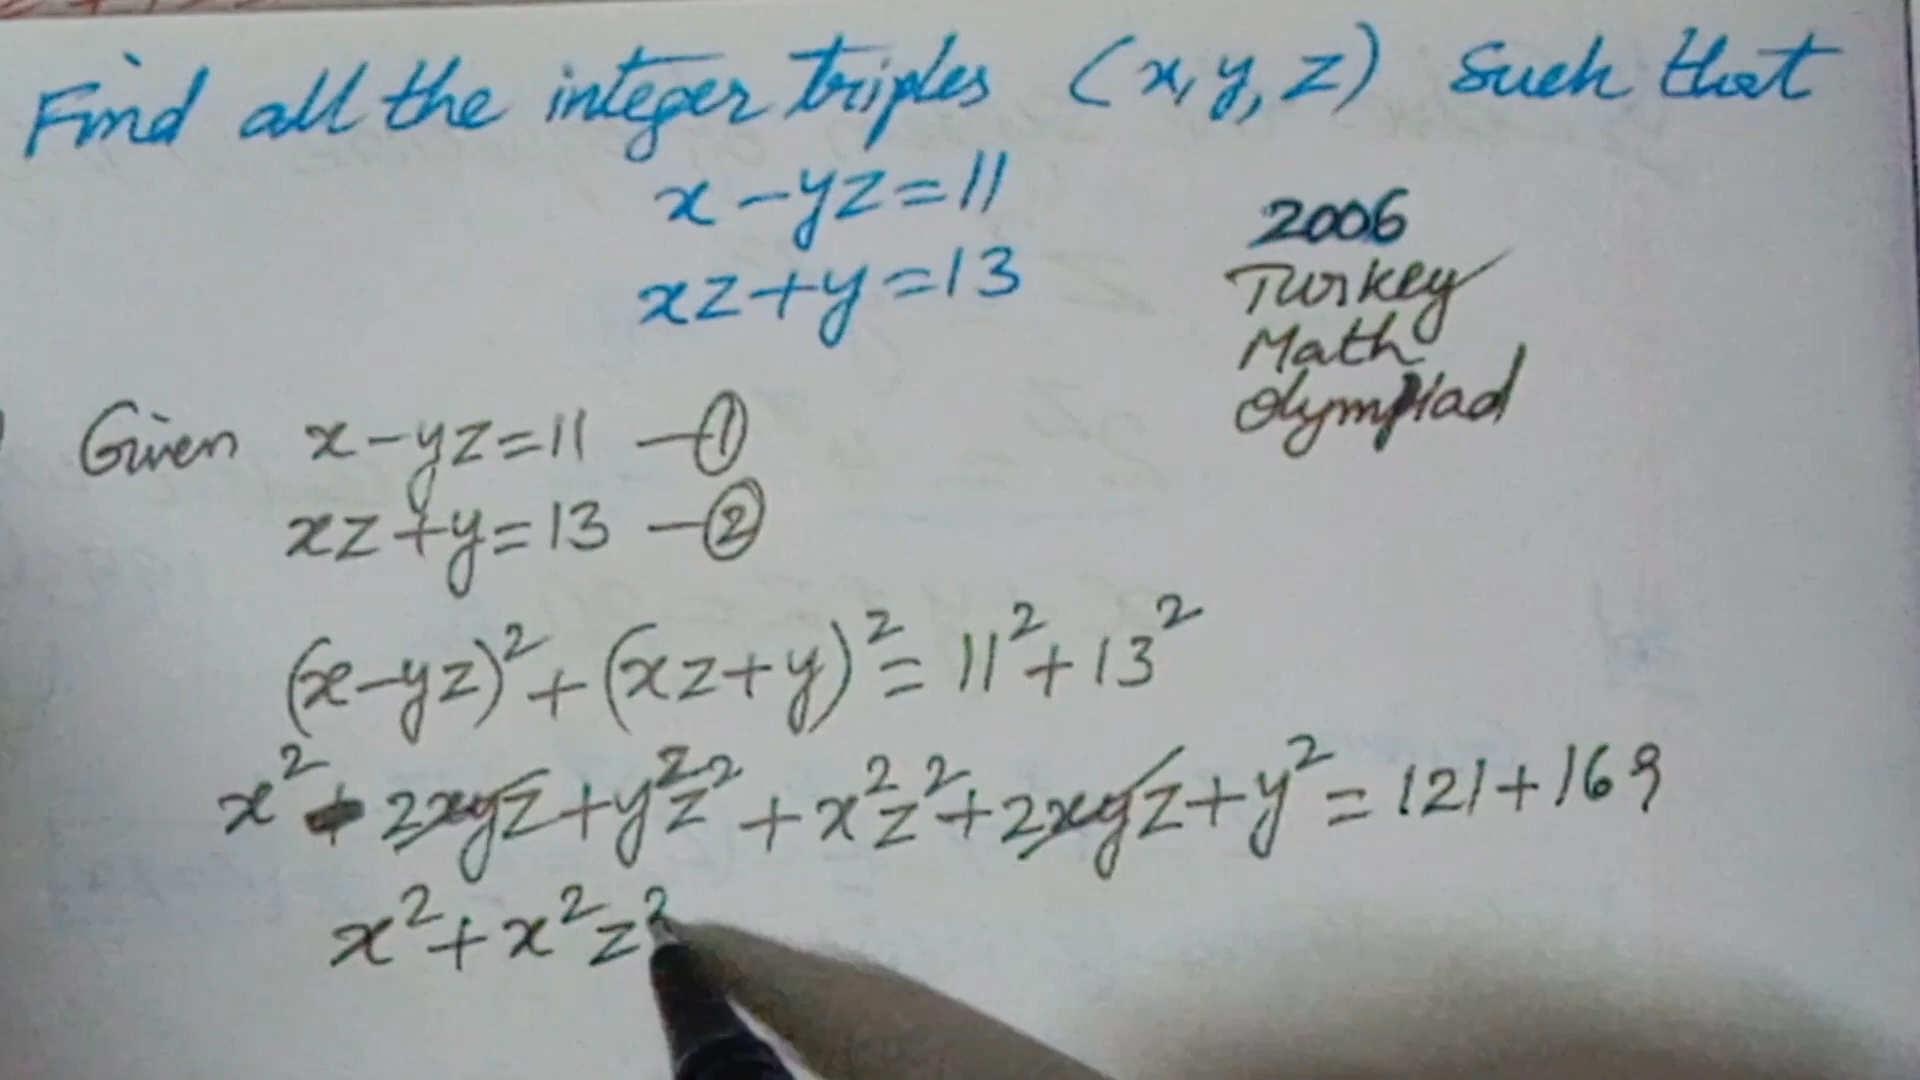 Find all the integer triples (x, y, z) such that
x - yz = 11
xz + y = 13
2006
Turkey
Math
Olympiad
Given x - yz = 11 — ①
xz + y = 13 — ②
(x - yz)² + (xz + y)² = 11² + 13²
x² - 2xyz + y²z² + x²z² + 2xyz + y² = 121 + 169
x² + x²z²